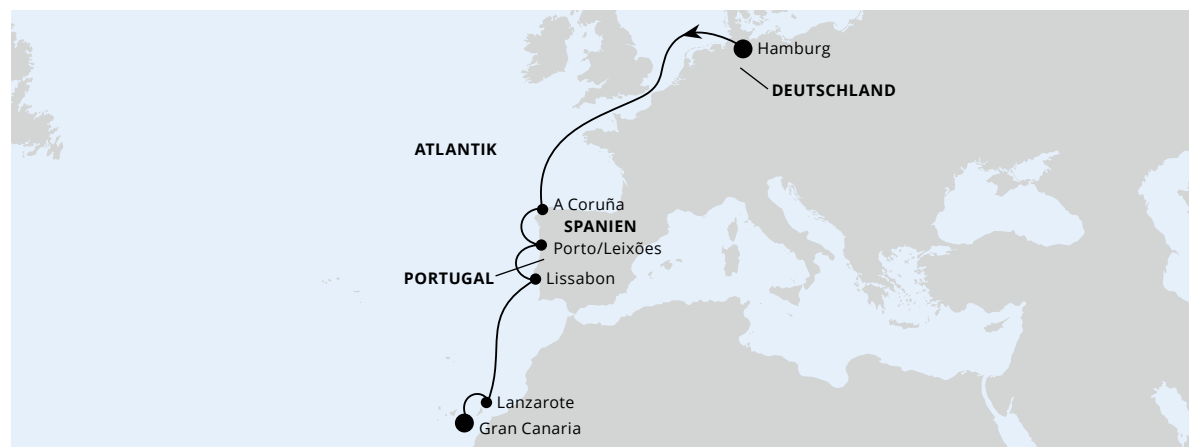 Hamburg
DEUTSCHLAND
ATLANTIK
A Coruña
SPANIEN
Porto/Leixões
PORTUGAL
Lissabon
Lanzarote
Gran Canaria